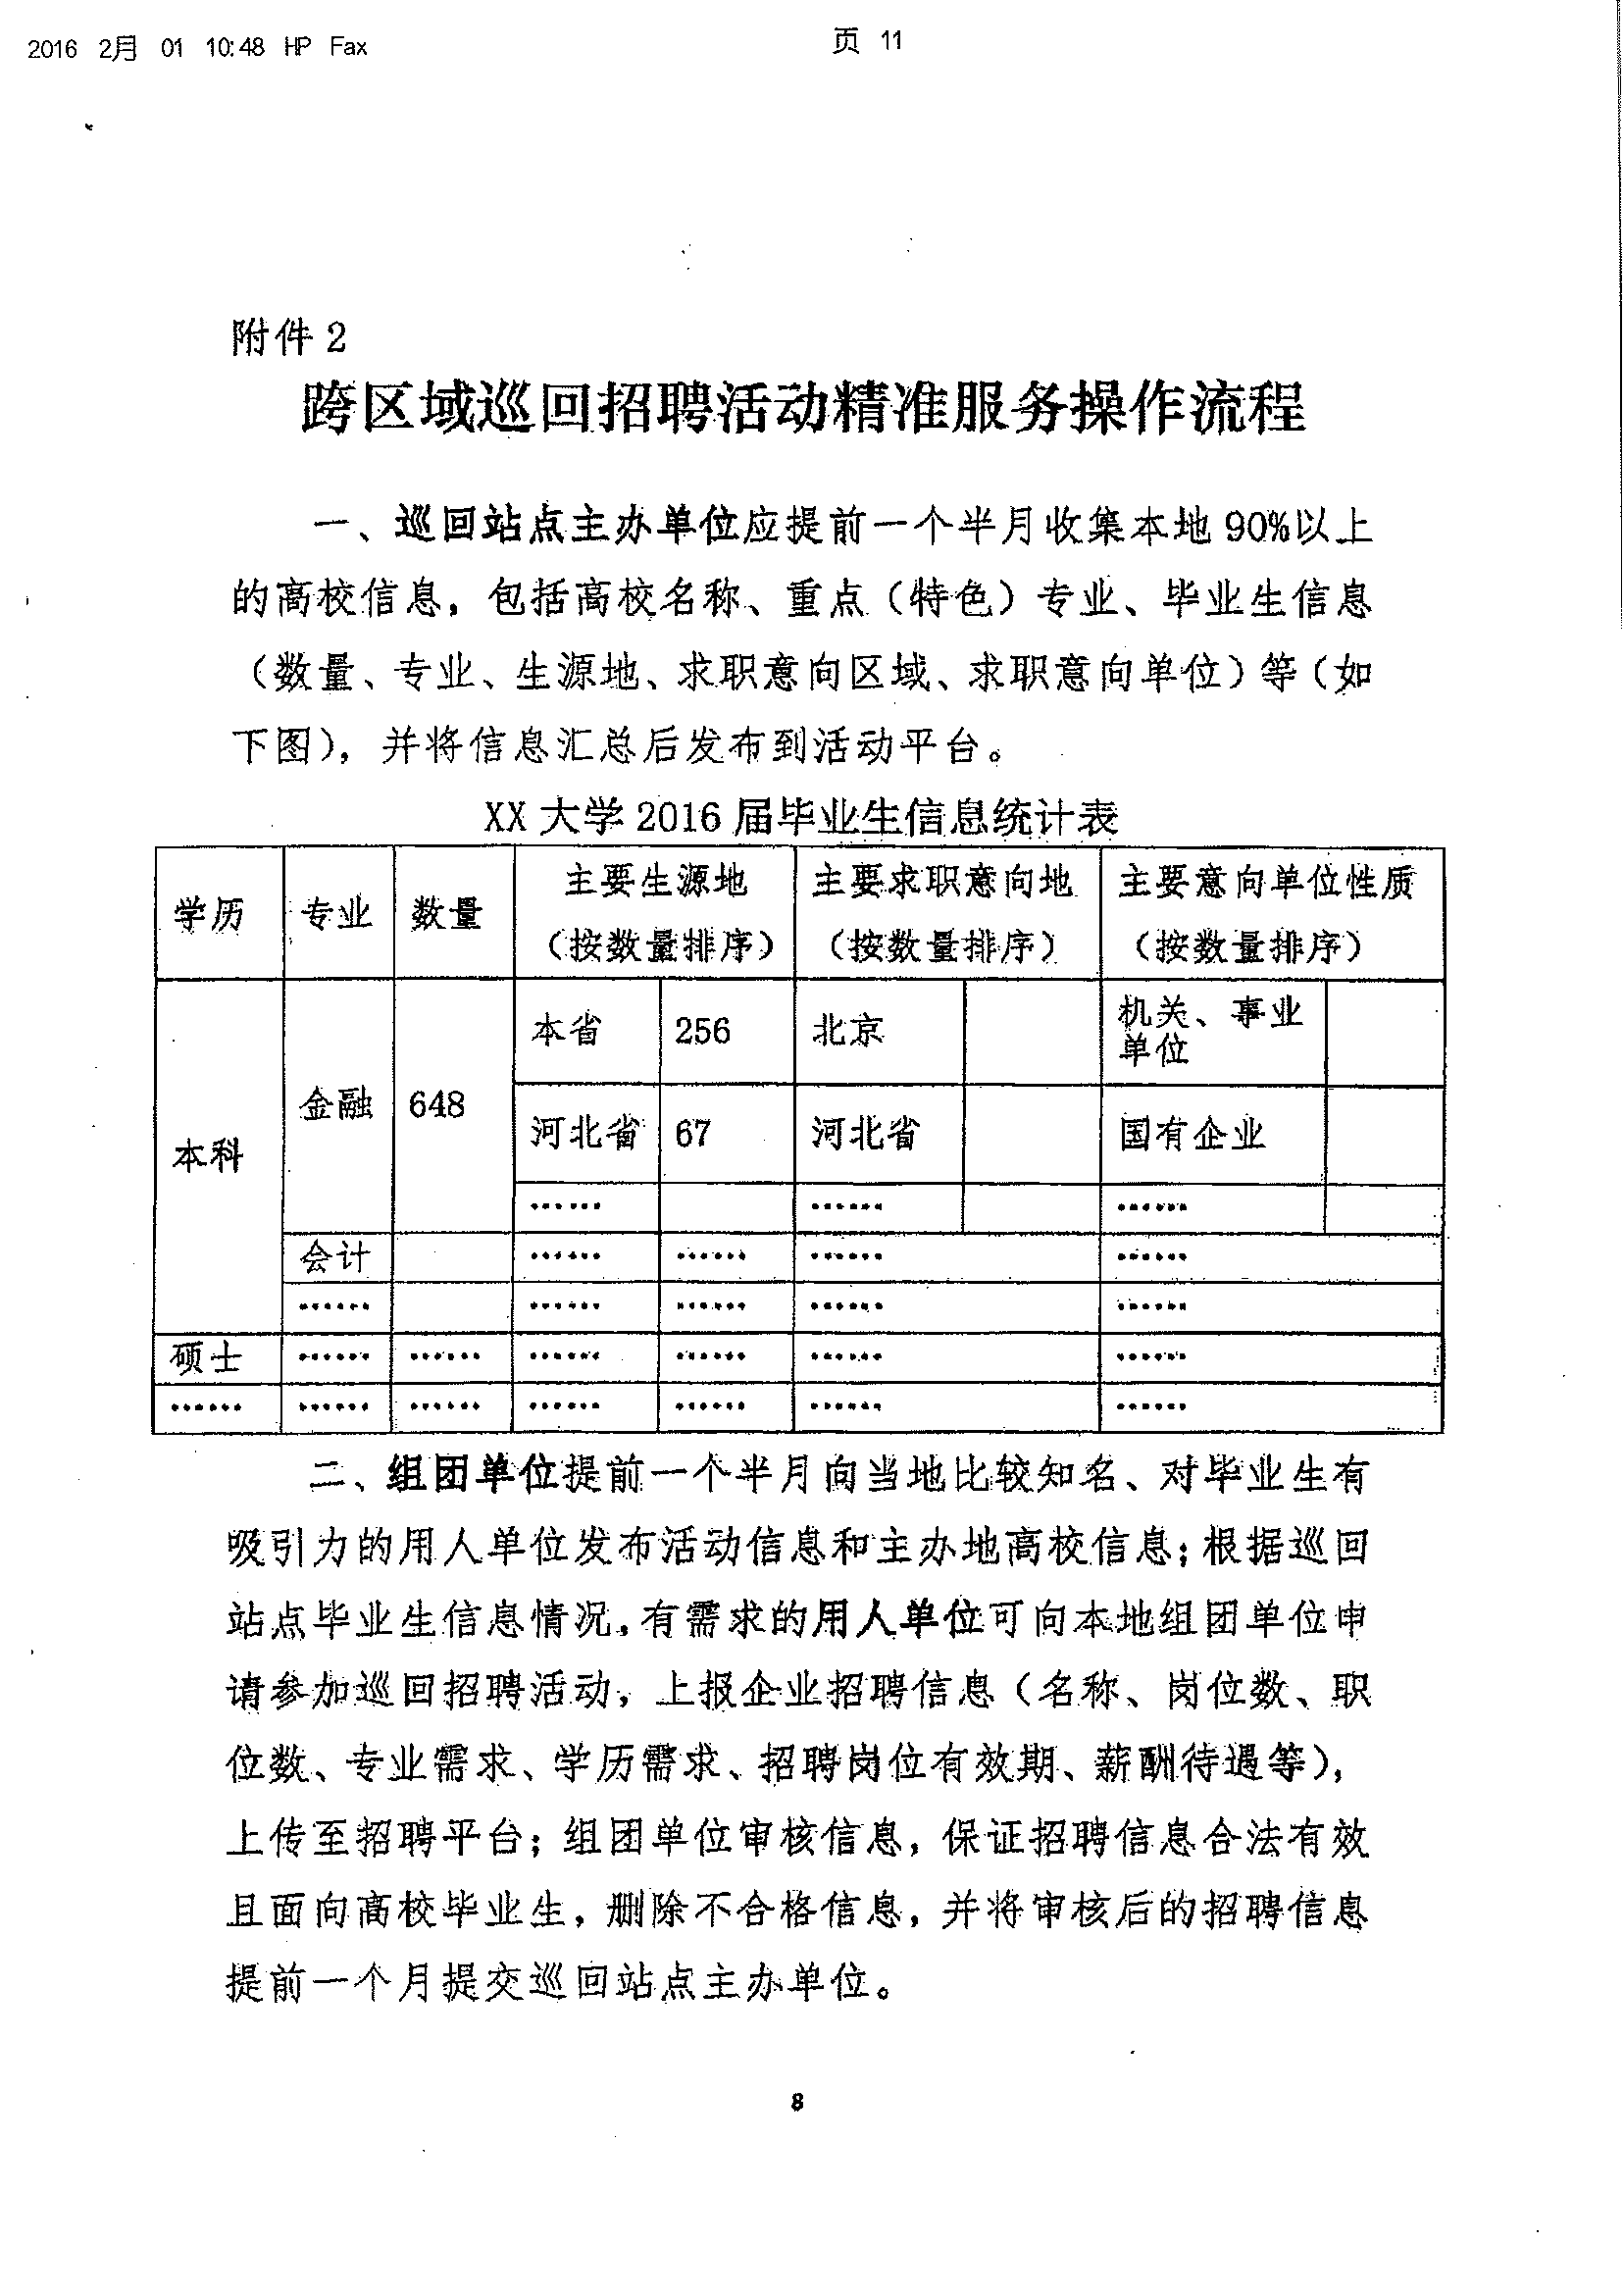 2016 2月 01 10:48 HP Fax
页 11
附件 2
跨区域巡回招聘活动精准服务操作流程
一、巡回站点主办单位应提前一个半月收集本地 90%以上
的高校信息，包括高校名称、重点（特色）专业、毕业生信息
（数量、专业、生源地、求职意向区域、求职意向单位）等（如
下图），并将信息汇总后发布到活动平台。
XX 大学 2016 届毕业生信息统计表
学历 专业 数量 主要生源地（按数量排序） 主要求职意向地（按数量排序） 主要意向单位性质（按数量排序）
本科 金融 648 本省 256 北京 机关、事业单位
河北省 67 河北省 国有企业
…… …… ……
会计 …… …… …… ……
…… …… …… …… ……
硕士 …… …… …… …… …… ……
…… …… …… …… …… …… ……
二、组团单位提前一个半月向当地比较知名、对毕业生有
吸引力的用人单位发布活动信息和主办地高校信息；根据巡回
站点毕业生信息情况，有需求的用人单位可向本地组团单位申
请参加巡回招聘活动，上报企业招聘信息（名称、岗位数、职
位数、专业需求、学历需求、招聘岗位有效期、薪酬待遇等），
上传至招聘平台；组团单位审核信息，保证招聘信息合法有效
且面向高校毕业生，删除不合格信息，并将审核后的招聘信息
提前一个月提交巡回站点主办单位。
8